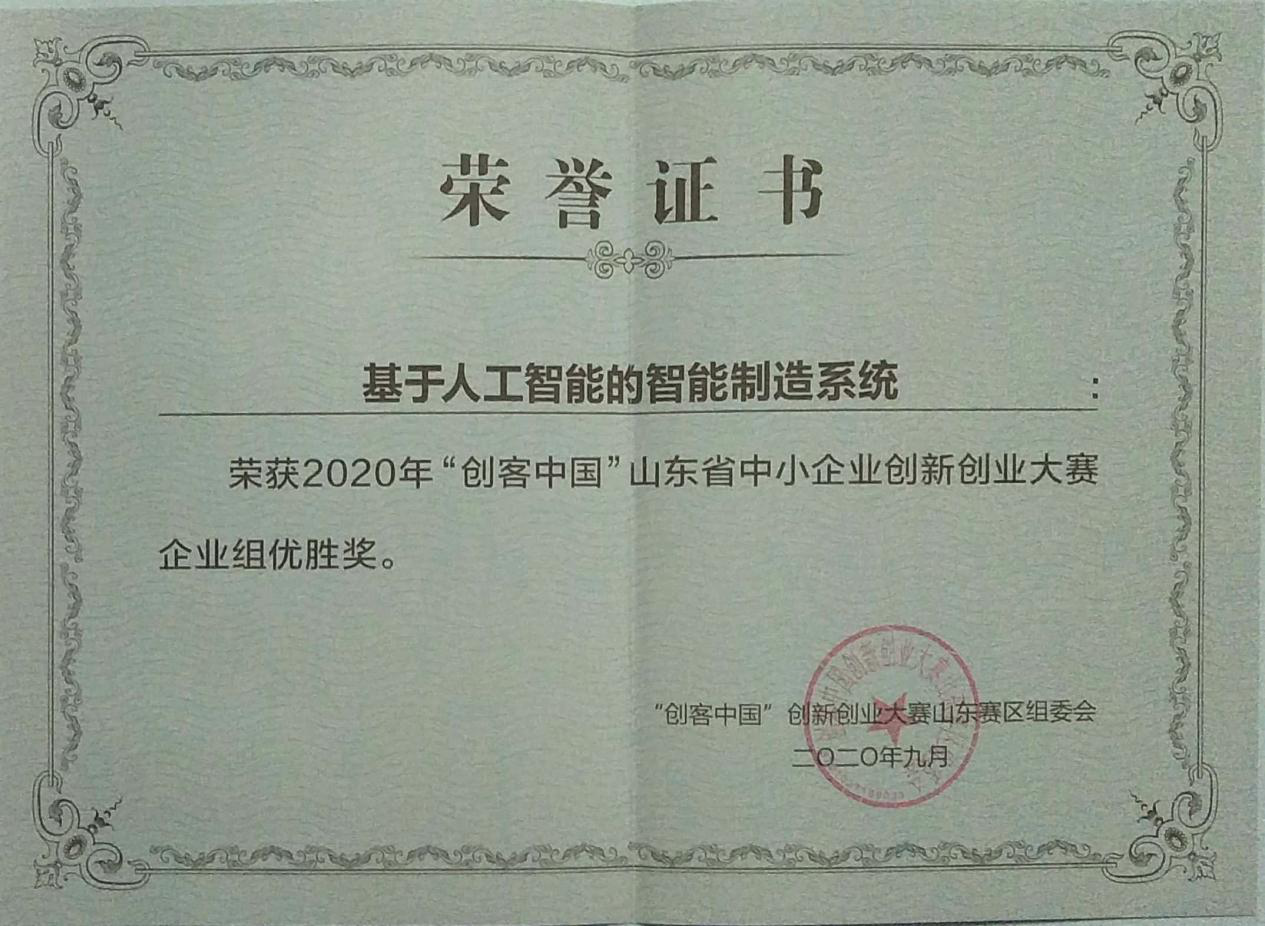 荣誉证书
基于人工智能的智能制造系统:
荣获2020年“创客中国”山东省中小企业创新创业大赛
企业组优胜奖。
“创客中国”创新创业大赛山东赛区组委会
二〇二〇年九月